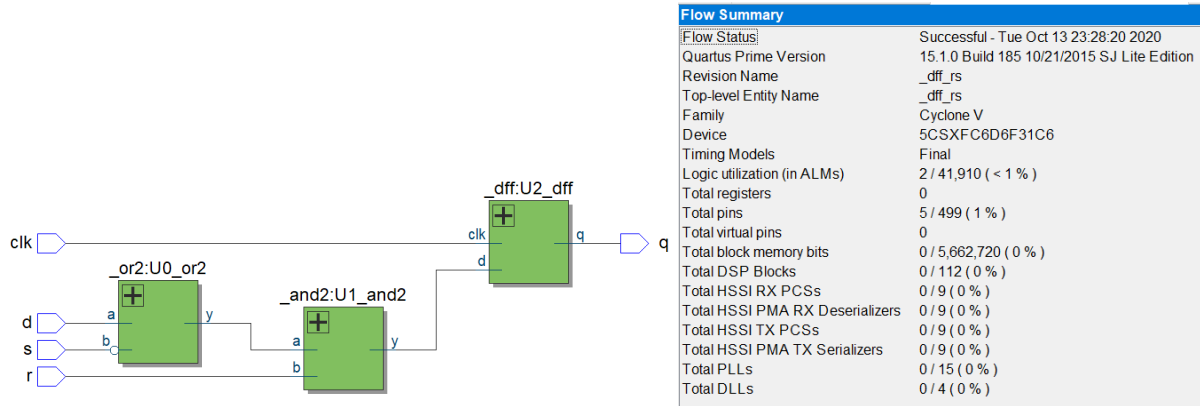 _dff:U2_dff
clk
clk
q
q
d
_or2:U0_or2
_and2:U1_and2
d
a
y
s
b
a
y
r
b
Flow Summary
Flow Status Successful - Tue Oct 13 23:28:20 2020
Quartus Prime Version 15.1.0 Build 185 10/21/2015 SJ Lite Edition
Revision Name _dff_rs
Top-level Entity Name _dff_rs
Family Cyclone V
Device 5CSXFC6D6F31C6
Timing Models Final
Logic utilization (in ALMs) 2 / 41,910 ( < 1 % )
Total registers 0
Total pins 5 / 499 ( 1 % )
Total virtual pins 0
Total block memory bits 0 / 5,662,720 ( 0 % )
Total DSP Blocks 0 / 112 ( 0 % )
Total HSSI RX PCSs 0 / 9 ( 0 % )
Total HSSI PMA RX Deserializers 0 / 9 ( 0 % )
Total HSSI TX PCSs 0 / 9 ( 0 % )
Total HSSI PMA TX Serializers 0 / 9 ( 0 % )
Total PLLs 0 / 15 ( 0 % )
Total DLLs 0 / 4 ( 0 % )